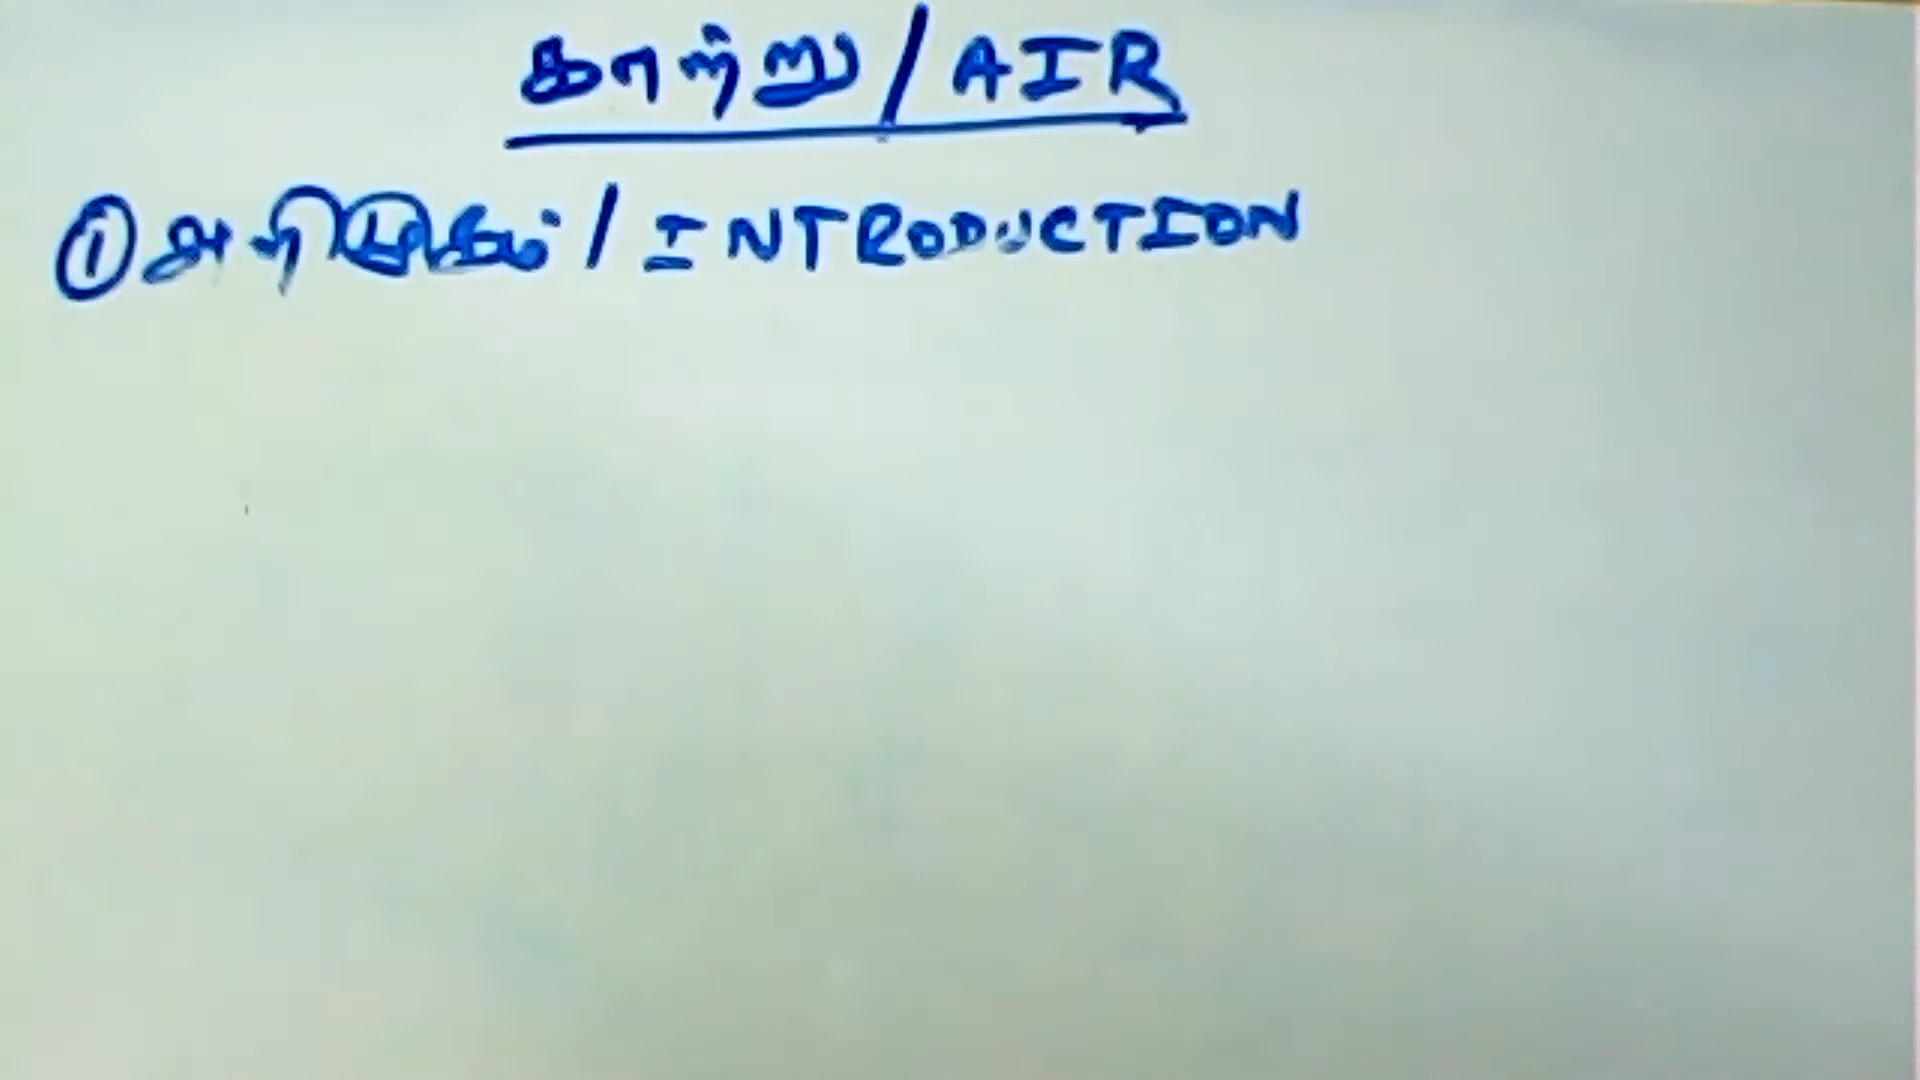 காற்று / AIR
① அறிமுகம் / INTRODUCTION